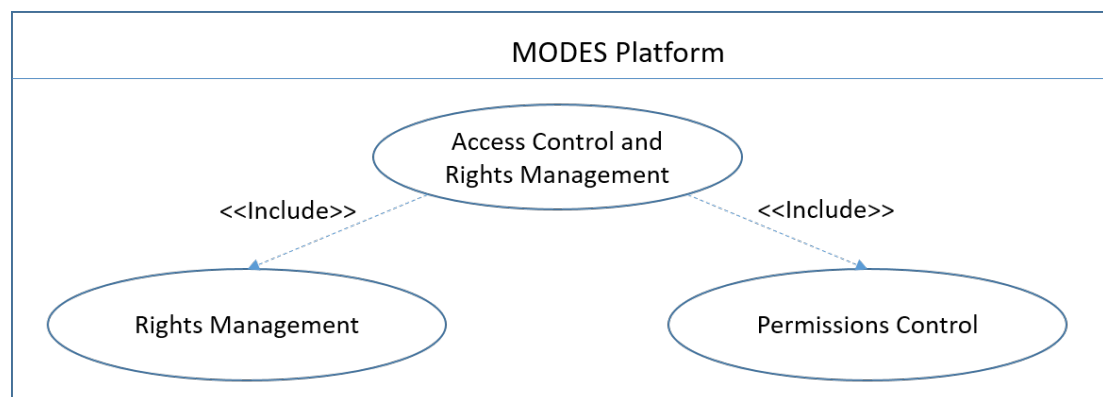 MODES Platform
Access Control and
Rights Management
<<Include>>
<<Include>>
Rights Management
Permissions Control